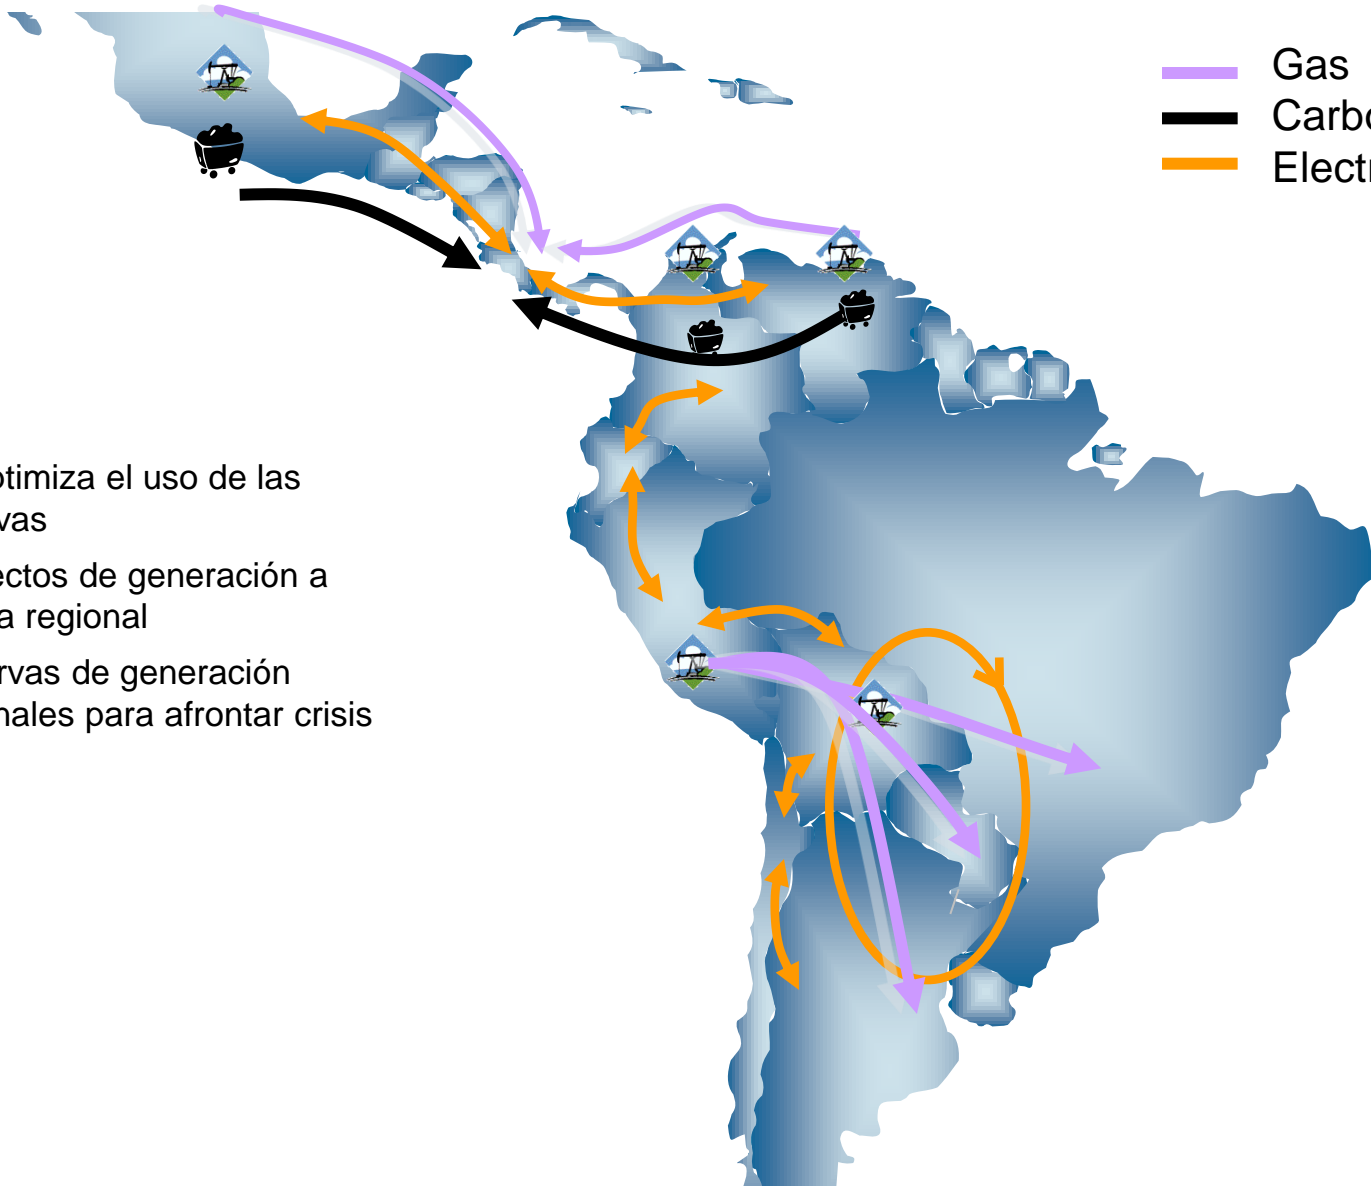 Gas
Carbo
Electr
otimiza el uso de las
vas
ectos de generación a
a regional
rvas de generación
nales para afrontar crisis